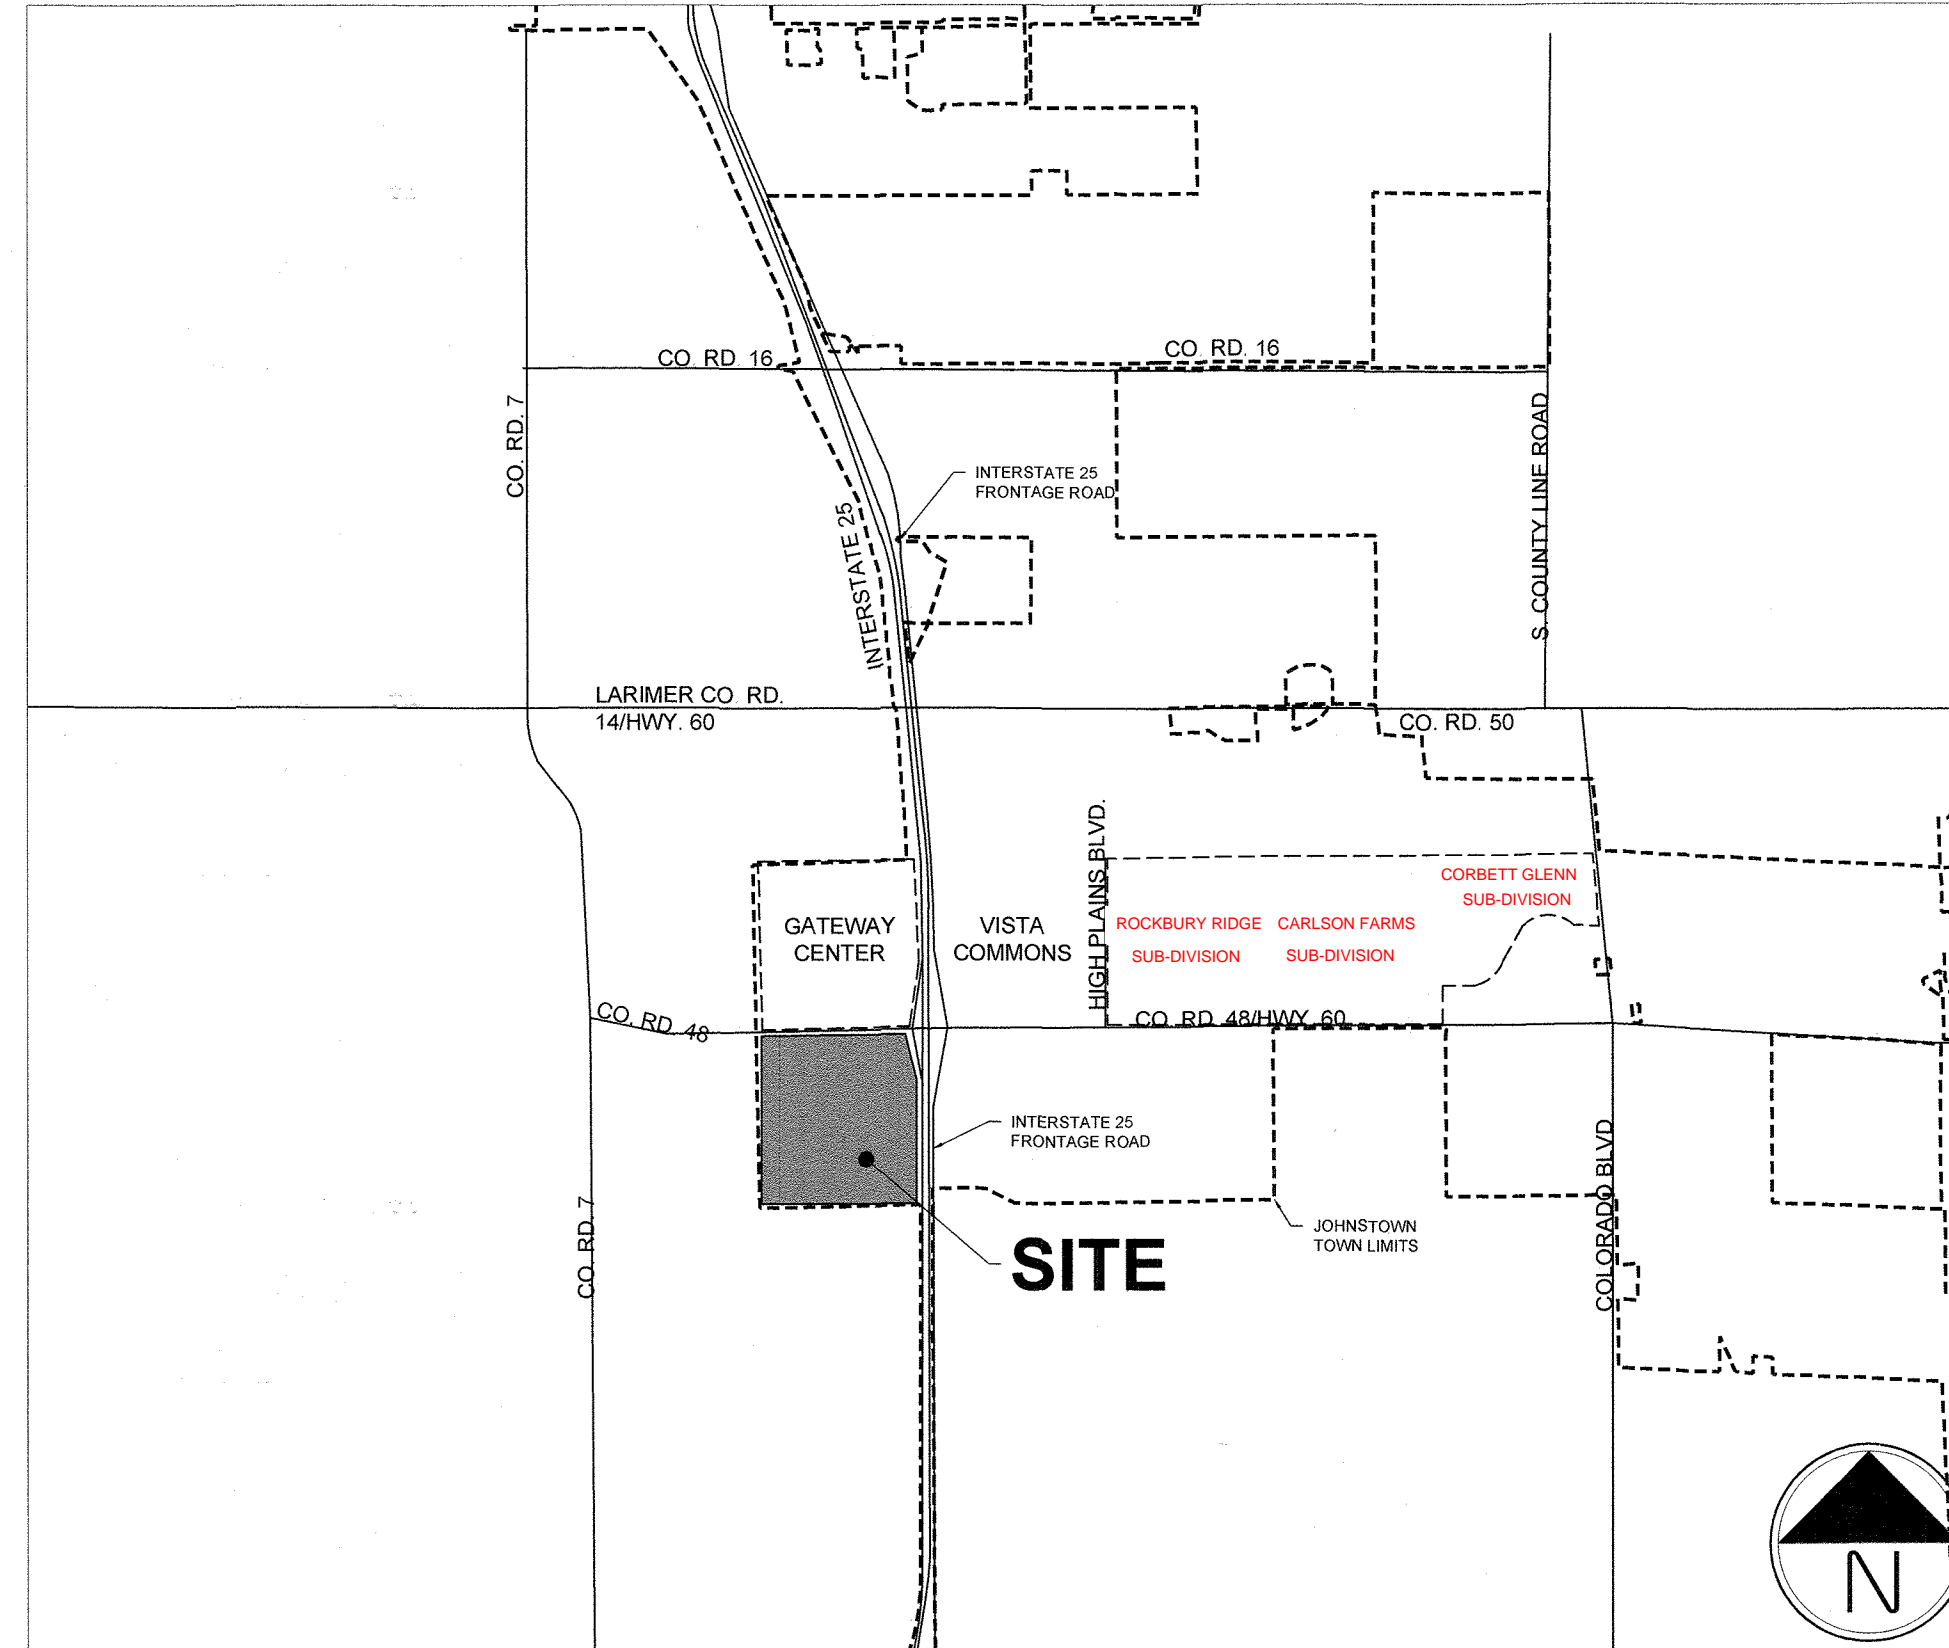 CO. RD. 16
CO. RD. 16
CO. RD. 7
INTERSTATE 25
FRONTAGE ROAD
S. COUNTY LINE ROAD
INTERSTATE 25
LARIMER CO. RD.
14/HWY. 60
CO. RD. 50
HIGH PLAINS BLVD.
CORBETT GLENN
SUB-DIVISION
GATEWAY
CENTER
VISTA
COMMONS
ROCKBURY RIDGE
SUB-DIVISION
CARLSON FARMS
SUB-DIVISION
CO. RD. 48
CO. RD. 48/HWY. 60
INTERSTATE 25
FRONTAGE ROAD
COLORADO BLVD
CO. RD. 7
JOHNSTOWN
TOWN LIMITS
SITE
N